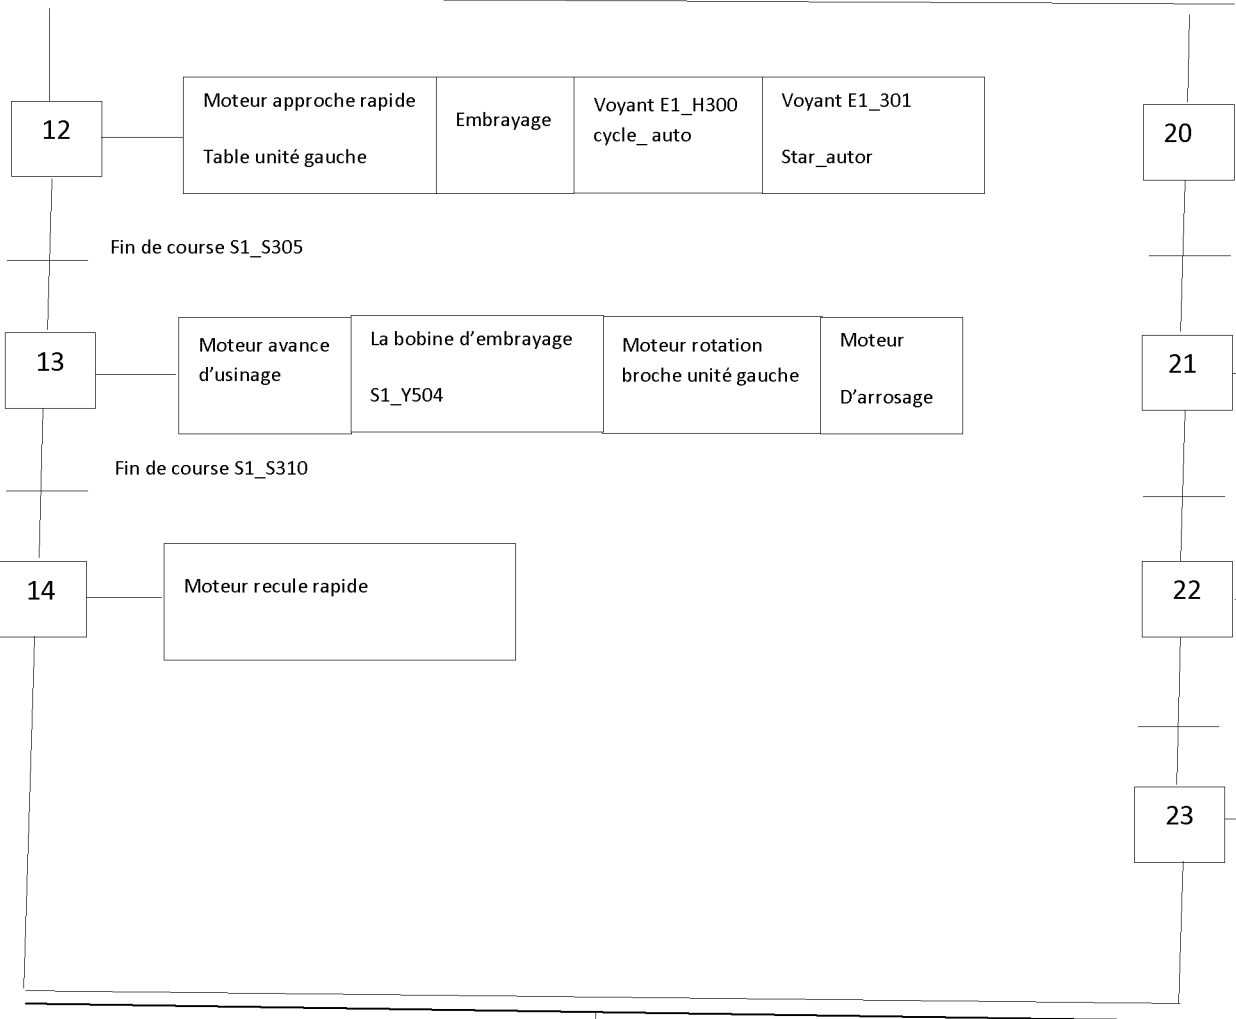 12
Moteur approche rapide
Table unité gauche
Embrayage
Voyant E1_H300
cycle_ auto
Voyant E1_301
Star_autor
20
Fin de course S1_S305
13
Moteur avance
d’usinage
La bobine d’embrayage
S1_Y504
Moteur rotation
broche unité gauche
Moteur
D’arrosage
21
Fin de course S1_S310
14
Moteur recule rapide
22
23